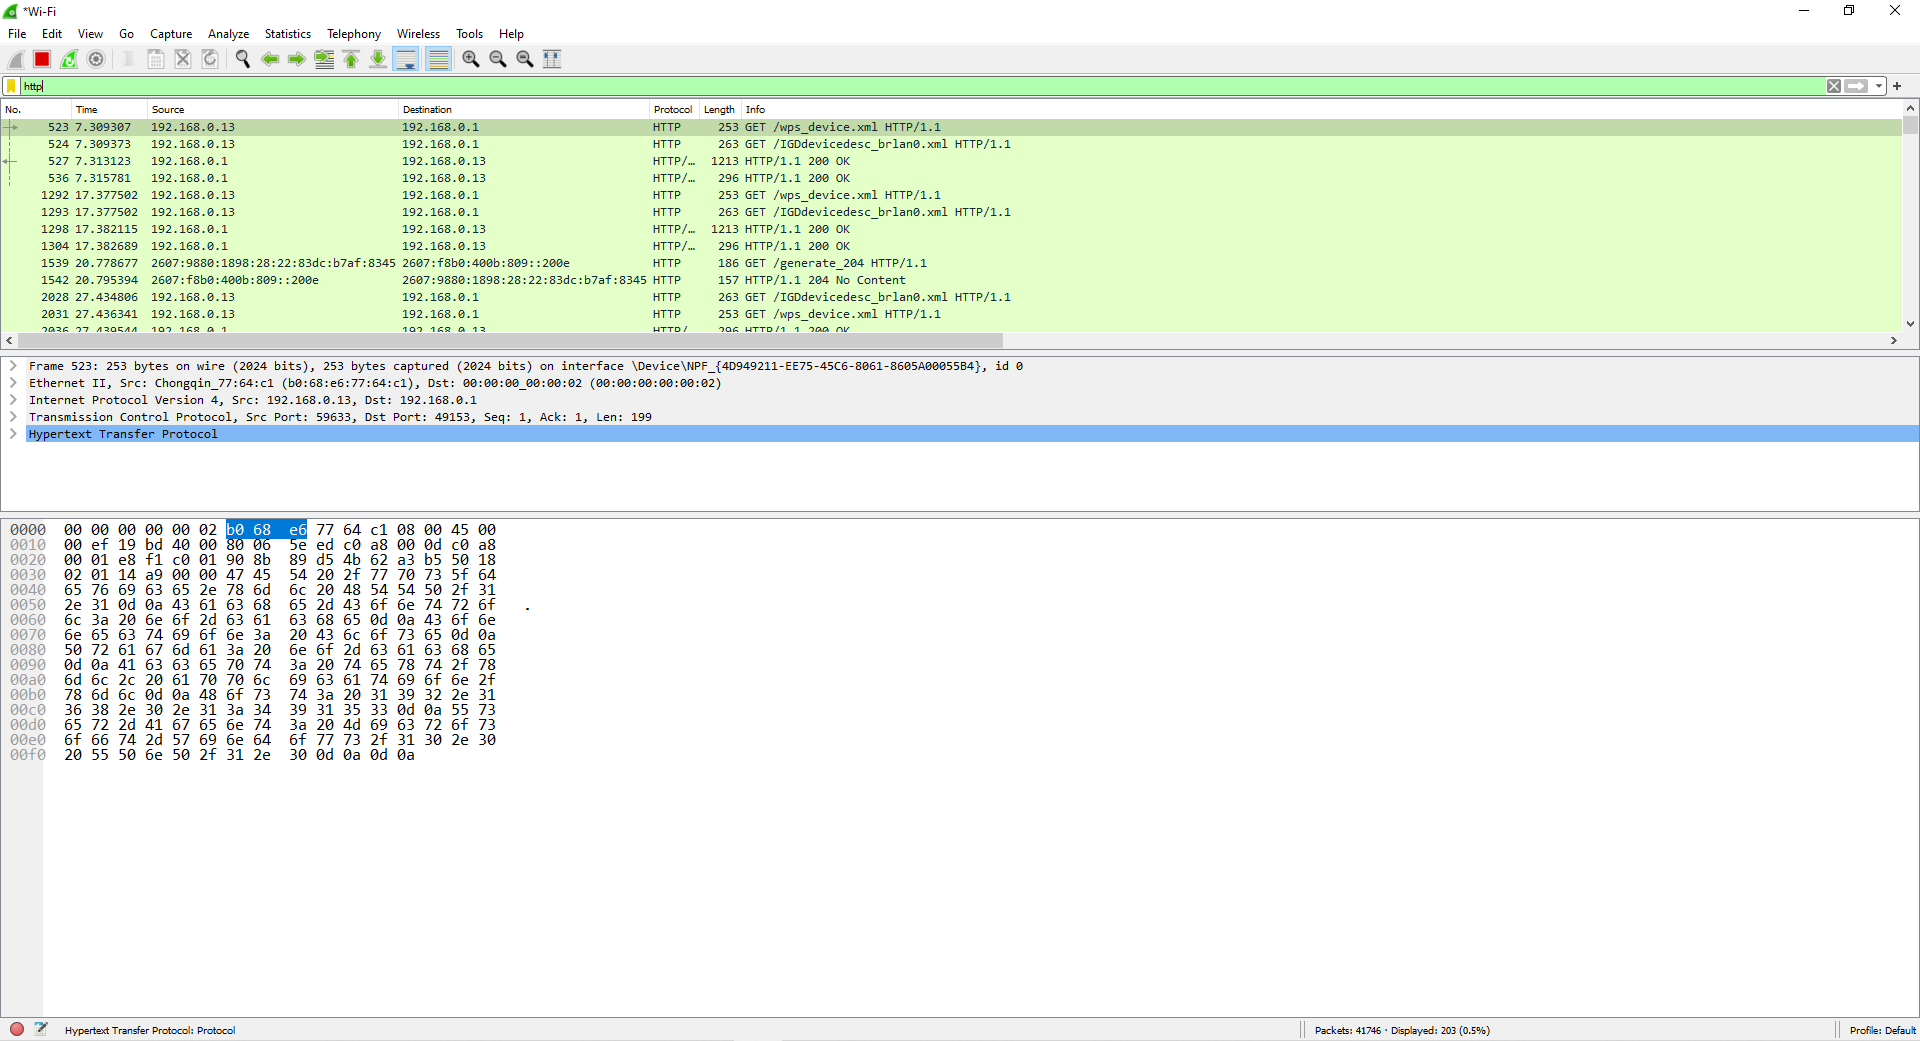 *Wi-Fi
File Edit View Go Capture Analyze Statistics Telephony Wireless Tools Help
http
No. Time Source Destination Protocol Length Info
523 7.309307 192.168.0.13 192.168.0.1 HTTP 253 GET /wps_device.xml HTTP/1.1
524 7.309373 192.168.0.13 192.168.0.1 HTTP 263 GET /IGDdevicedesc_brlan0.xml HTTP/1.1
527 7.313123 192.168.0.1 192.168.0.13 HTTP/… 1213 HTTP/1.1 200 OK
536 7.315781 192.168.0.1 192.168.0.13 HTTP/… 296 HTTP/1.1 200 OK
1292 17.377502 192.168.0.13 192.168.0.1 HTTP 253 GET /wps_device.xml HTTP/1.1
1293 17.377502 192.168.0.13 192.168.0.1 HTTP 263 GET /IGDdevicedesc_brlan0.xml HTTP/1.1
1298 17.382115 192.168.0.1 192.168.0.13 HTTP/… 1213 HTTP/1.1 200 OK
1304 17.382689 192.168.0.1 192.168.0.13 HTTP/… 296 HTTP/1.1 200 OK
1539 20.778677 2607:9880:1898:28:22:83dc:b7af:8345 2607:f8b0:400b:809::200e HTTP 186 GET /generate_204 HTTP/1.1
1542 20.795394 2607:f8b0:400b:809::200e 2607:9880:1898:28:22:83dc:b7af:8345 HTTP 157 HTTP/1.1 204 No Content
2028 27.434806 192.168.0.13 192.168.0.1 HTTP 263 GET /IGDdevicedesc_brlan0.xml HTTP/1.1
2031 27.436341 192.168.0.13 192.168.0.1 HTTP 253 GET /wps_device.xml HTTP/1.1
2036 27.439544 192.168.0.1 192.168.0.13 HTTP/ 296 HTTP/1.1 200 OK
Frame 523: 253 bytes on wire (2024 bits), 253 bytes captured (2024 bits) on interface \Device\NPF_{4D949211-EE75-45C6-8061-8605A00055B4}, id 0
Ethernet II, Src: Chongqin_77:64:c1 (b0:68:e6:77:64:c1), Dst: 00:00:00_00:00:02 (00:00:00:00:00:02)
Internet Protocol Version 4, Src: 192.168.0.13, Dst: 192.168.0.1
Transmission Control Protocol, Src Port: 59633, Dst Port: 49153, Seq: 1, Ack: 1, Len: 199
Hypertext Transfer Protocol
0000 00 00 00 00 00 02 b0 68 e6 77 64 c1 08 00 45 00
0010 00 ef 19 bd 40 00 80 06 5e ed c0 a8 00 0d c0 a8
0020 00 01 e8 f1 c0 01 90 8b 89 d5 4b 62 a3 b5 50 18
0030 02 01 14 a9 00 00 47 45 54 20 2f 77 70 73 5f 64
0040 65 76 69 63 65 2e 78 6d 6c 20 48 54 54 50 2f 31
0050 2e 31 0d 0a 43 61 63 68 65 2d 43 6f 6e 74 72 6f .
0060 6c 3a 20 6e 6f 2d 63 61 63 68 65 0d 0a 43 6f 6e
0070 6e 65 63 74 69 6f 6e 3a 20 43 6c 6f 73 65 0d 0a
0080 50 72 61 67 6d 61 3a 20 6e 6f 2d 63 61 63 68 65
0090 0d 0a 41 63 63 65 70 74 3a 20 74 65 78 74 2f 78
00a0 6d 6c 2c 20 61 70 70 6c 69 63 61 74 69 6f 6e 2f
00b0 78 6d 6c 0d 0a 48 6f 73 74 3a 20 31 39 32 2e 31
00c0 36 38 2e 30 2e 31 3a 34 39 31 35 33 0d 0a 55 73
00d0 65 72 2d 41 67 65 6e 74 3a 20 4d 69 63 72 6f 73
00e0 6f 66 74 2d 57 69 6e 64 6f 77 73 2f 31 30 2e 30
00f0 20 55 50 6e 50 2f 31 2e 30 0d 0a 0d 0a
Hypertext Transfer Protocol: Protocol Packets: 41746 · Displayed: 203 (0.5%) Profile: Default